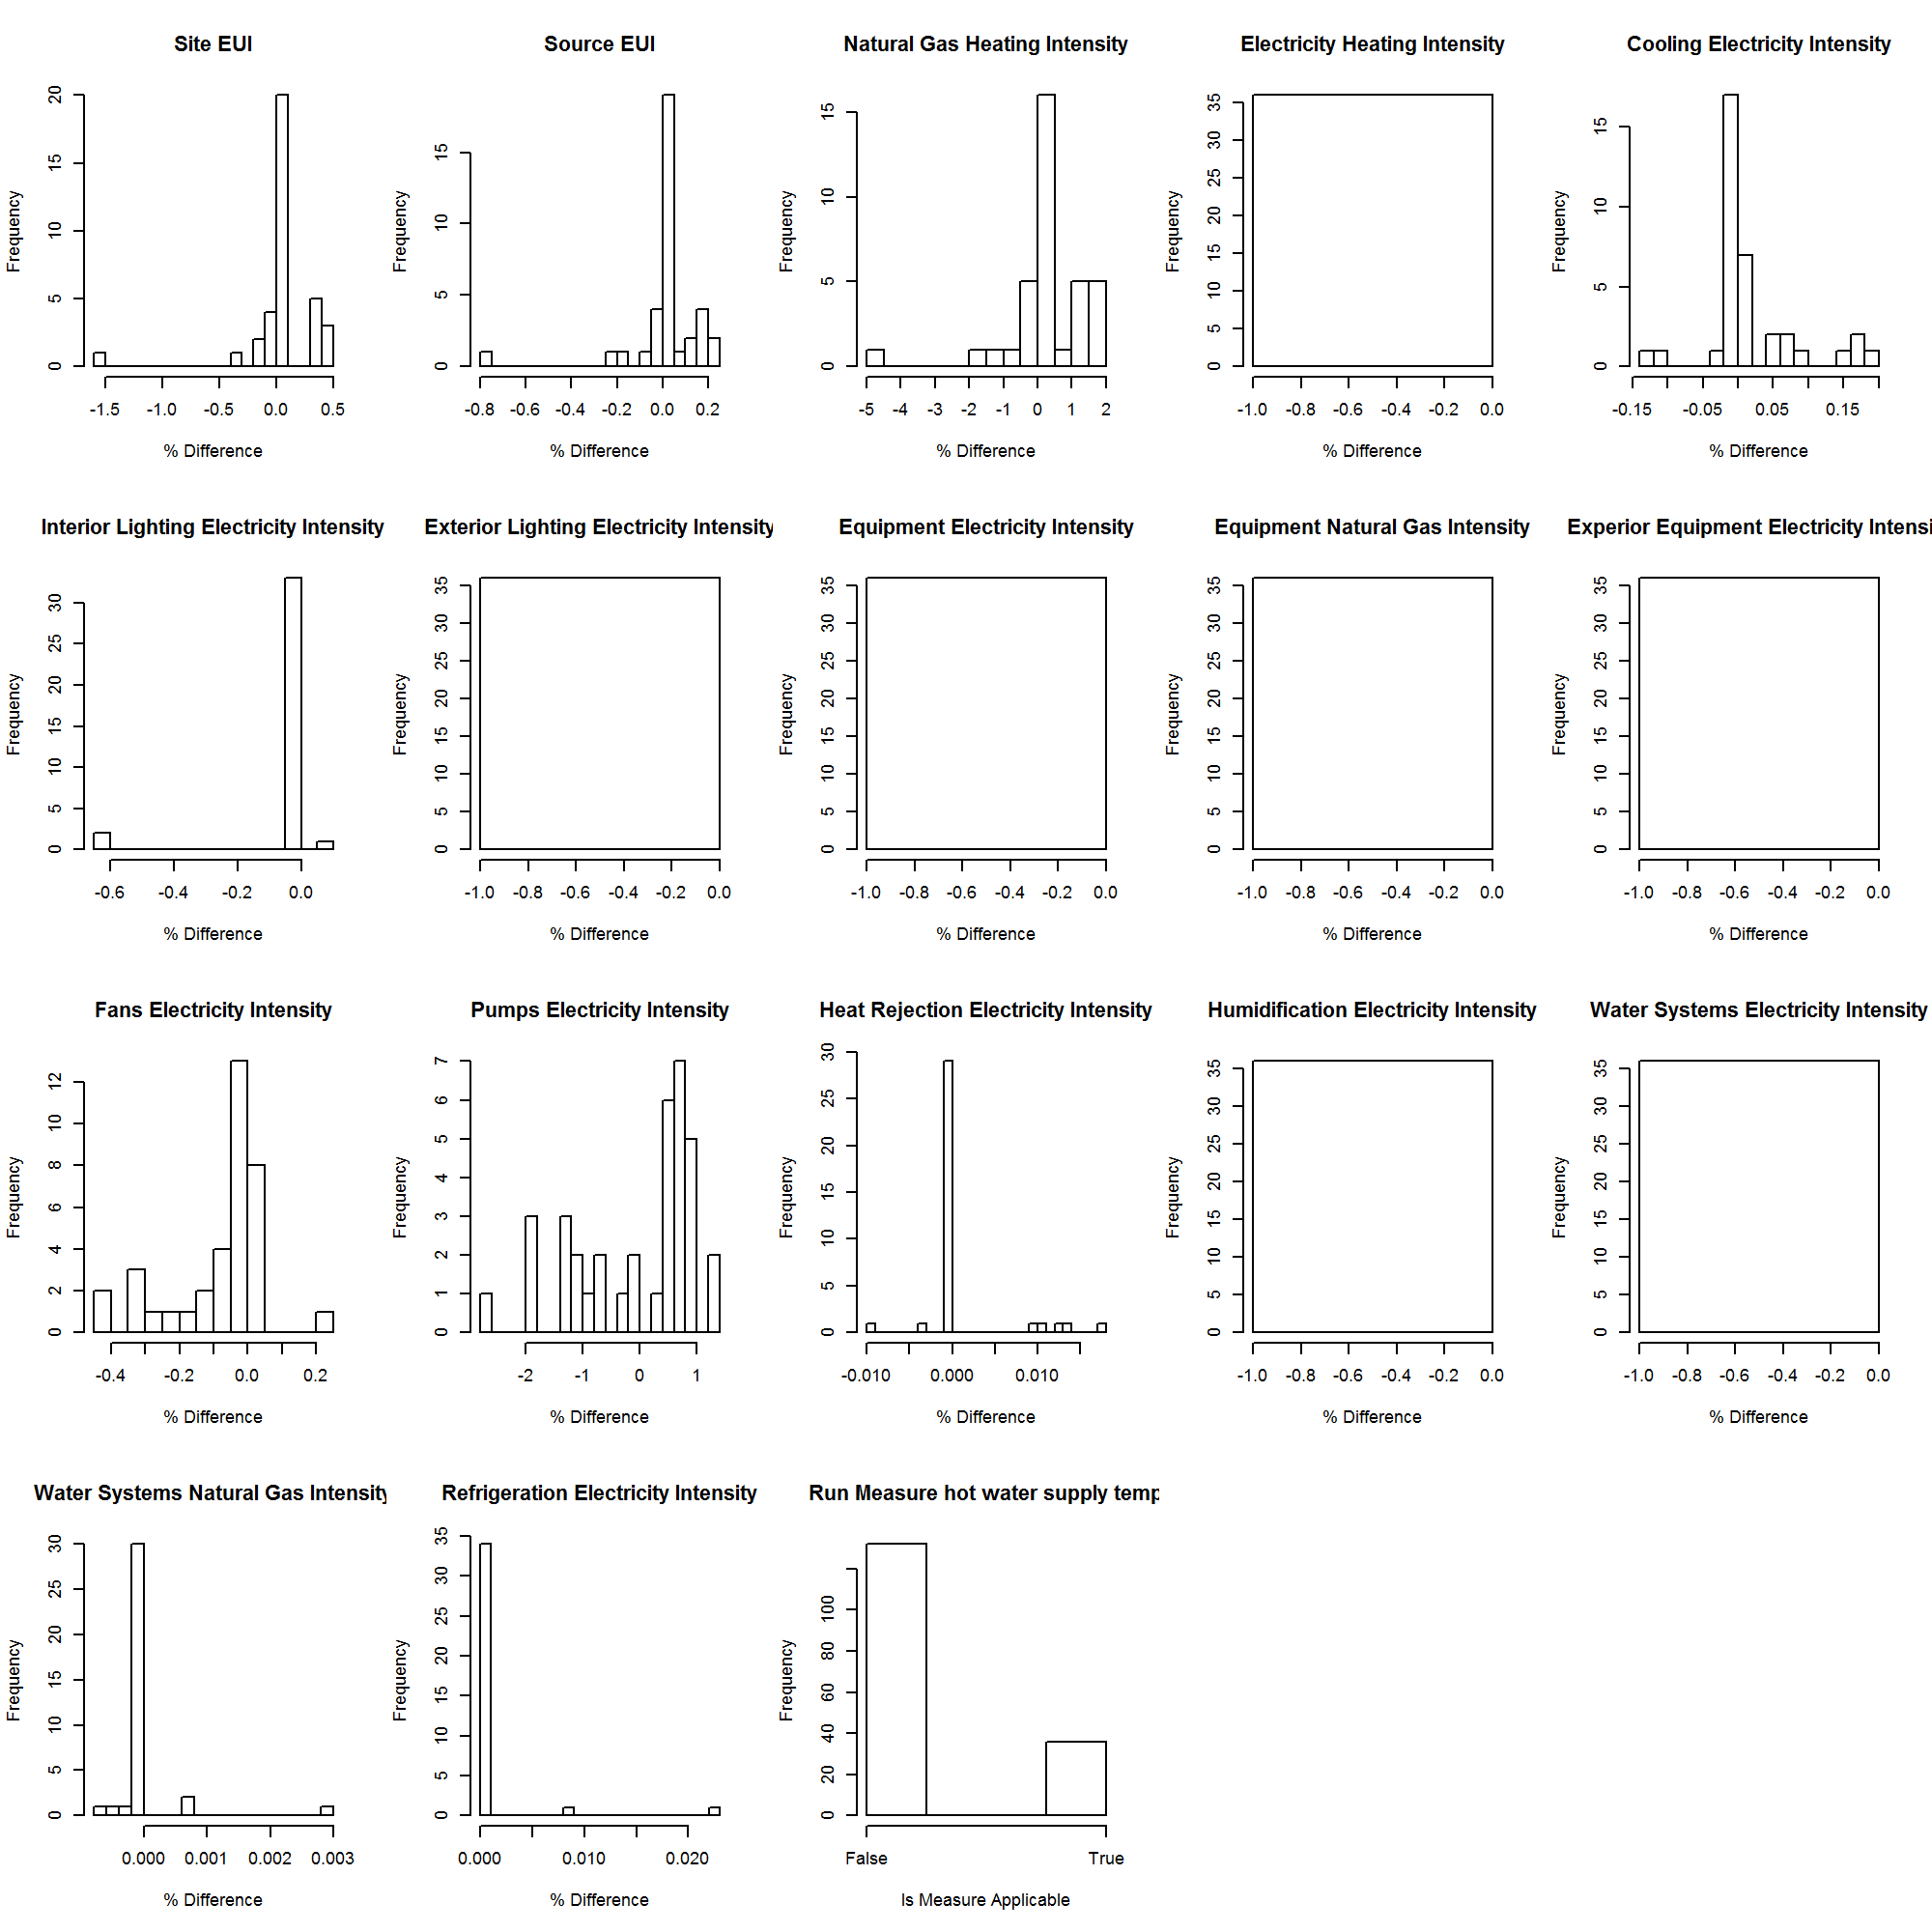 Site EUI
Frequency
20
15
10
5
0
-1.5 -1.0 -0.5 0.0 0.5
% Difference
Source EUI
Frequency
15
10
5
0
-0.8 -0.6 -0.4 -0.2 0.0 0.2
% Difference
Natural Gas Heating Intensity
Frequency
15
10
5
0
-5 -4 -3 -2 -1 0 1 2
% Difference
Electricity Heating Intensity
Frequency
35
30
25
20
15
10
5
0
-1.0 -0.8 -0.6 -0.4 -0.2 0.0
% Difference
Cooling Electricity Intensity
Frequency
15
10
5
0
-0.15 -0.05 0.05 0.15
% Difference
Interior Lighting Electricity Intensity
Frequency
30
25
20
15
10
5
0
-0.6 -0.4 -0.2 0.0
% Difference
Exterior Lighting Electricity Intensity
Frequency
35
30
25
20
15
10
5
0
-1.0 -0.8 -0.6 -0.4 -0.2 0.0
% Difference
Equipment Electricity Intensity
Frequency
35
30
25
20
15
10
5
0
-1.0 -0.8 -0.6 -0.4 -0.2 0.0
% Difference
Equipment Natural Gas Intensity
Frequency
35
30
25
20
15
10
5
0
-1.0 -0.8 -0.6 -0.4 -0.2 0.0
% Difference
Experior Equipment Electricity Intensi
Frequency
35
30
25
20
15
10
5
0
-1.0 -0.8 -0.6 -0.4 -0.2 0.0
% Difference
Fans Electricity Intensity
Frequency
12
10
8
6
4
2
0
-0.4 -0.2 0.0 0.2
% Difference
Pumps Electricity Intensity
Frequency
7
6
5
4
3
2
1
0
-2 -1 0 1
% Difference
Heat Rejection Electricity Intensity
Frequency
30
25
20
15
10
5
0
-0.010 0.000 0.010
% Difference
Humidification Electricity Intensity
Frequency
35
30
25
20
15
10
5
0
-1.0 -0.8 -0.6 -0.4 -0.2 0.0
% Difference
Water Systems Electricity Intensity
Frequency
35
30
25
20
15
10
5
0
-1.0 -0.8 -0.6 -0.4 -0.2 0.0
% Difference
Water Systems Natural Gas Intensity
Frequency
30
25
20
15
10
5
0
0.000 0.001 0.002 0.003
% Difference
Refrigeration Electricity Intensity
Frequency
35
30
25
20
15
10
5
0
0.000 0.010 0.020
% Difference
Run Measure hot water supply temp
Frequency
100
80
60
40
20
0
False True
Is Measure Applicable